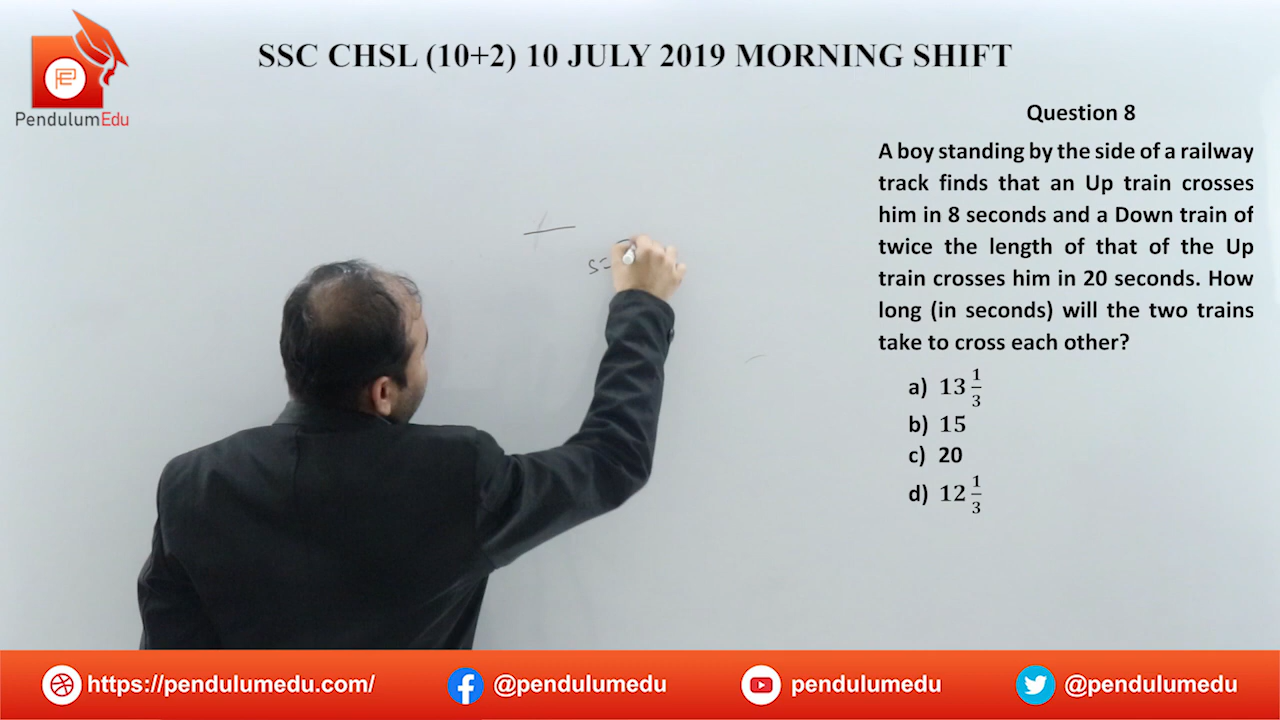 SSC CHSL (10+2) 10 JULY 2019 MORNING SHIFT
PendulumEdu
Question 8
A boy standing by the side of a railway
track finds that an Up train crosses
him in 8 seconds and a Down train of
twice the length of that of the Up
train crosses him in 20 seconds. How
long (in seconds) will the two trains
take to cross each other?
a) 13 1/3
b) 15
c) 20
d) 12 1/3
S=
https://pendulumedu.com/
@pendulumedu
pendulumedu
@pendulumedu